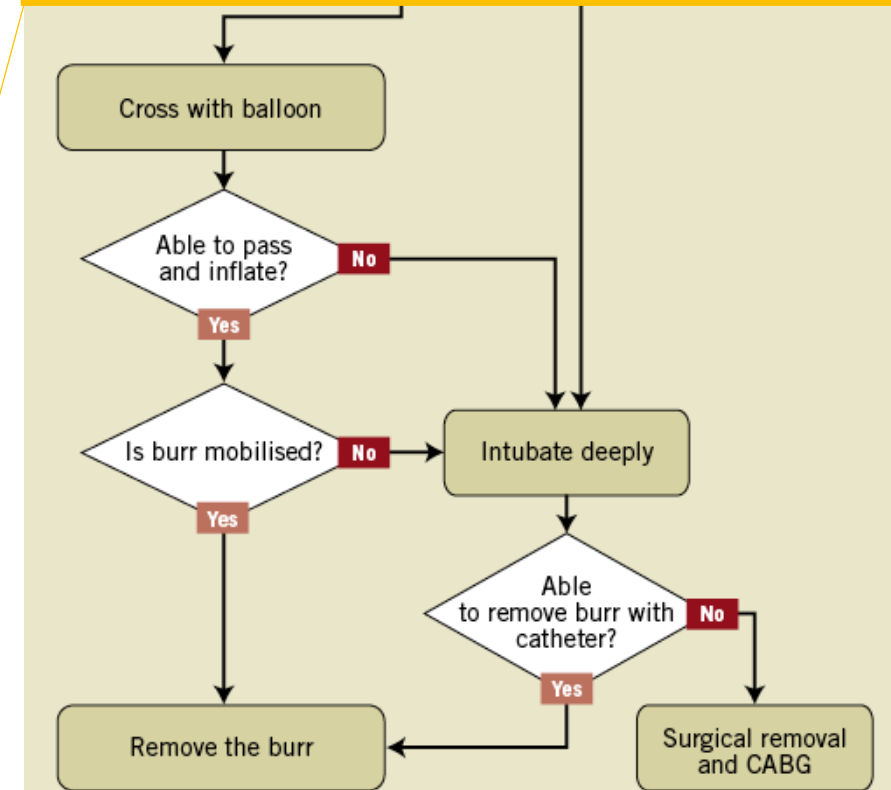 Cross with balloon
Able to pass
and inflate?
No
Yes
Is burr mobilised?
No
Intubate deeply
Yes
Able
to remove burr with
catheter?
No
Yes
Remove the burr
Surgical removal
and CABG